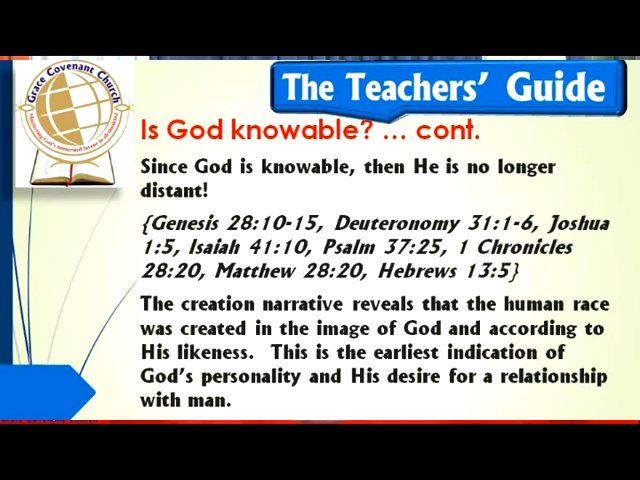 Grace Covenant Church
The Teachers' Guide
Is God knowable? ... cont.
Since God is knowable, then He is no longer
distant!
{Genesis 28:10-15, Deuteronomy 31:1-6, Joshua
1:5, Isaiah 41:10, Psalm 37:25, 1 Chronicles
28:20, Matthew 28:20, Hebrews 13:5}
The creation narrative reveals that the human race
was created in the image of God and according to
His likeness.  This is the earliest indication of
God's personality and His desire for a relationship
with man.